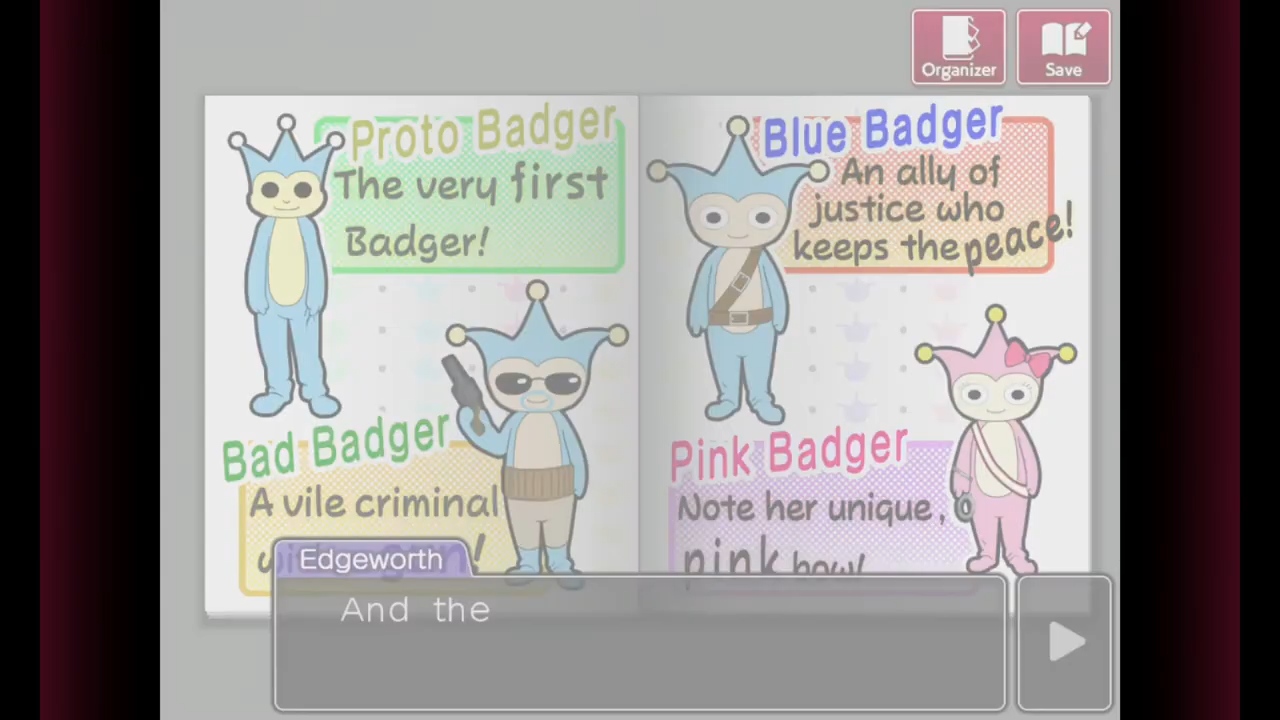 Organizer
Save
Proto Badger
The very first
Badger!
Blue Badger
An ally of
justice who
keeps the peace!
Bad Badger
A vile criminal
gun!
Pink Badger
Note her unique,
pink bow!
Edgeworth
And the